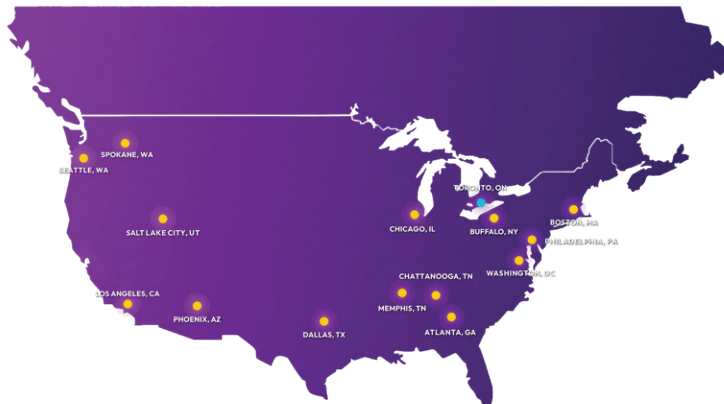 SPOKANE, WA
SEATTLE, WA
TORONTO, ON
SALT LAKE CITY, UT
CHICAGO, IL
BUFFALO, NY
BOSTON, MA
PHILADELPHIA, PA
WASHINGTON, DC
CHATTANOOGA, TN
LOS ANGELES, CA
MEMPHIS, TN
PHOENIX, AZ
DALLAS, TX
ATLANTA, GA